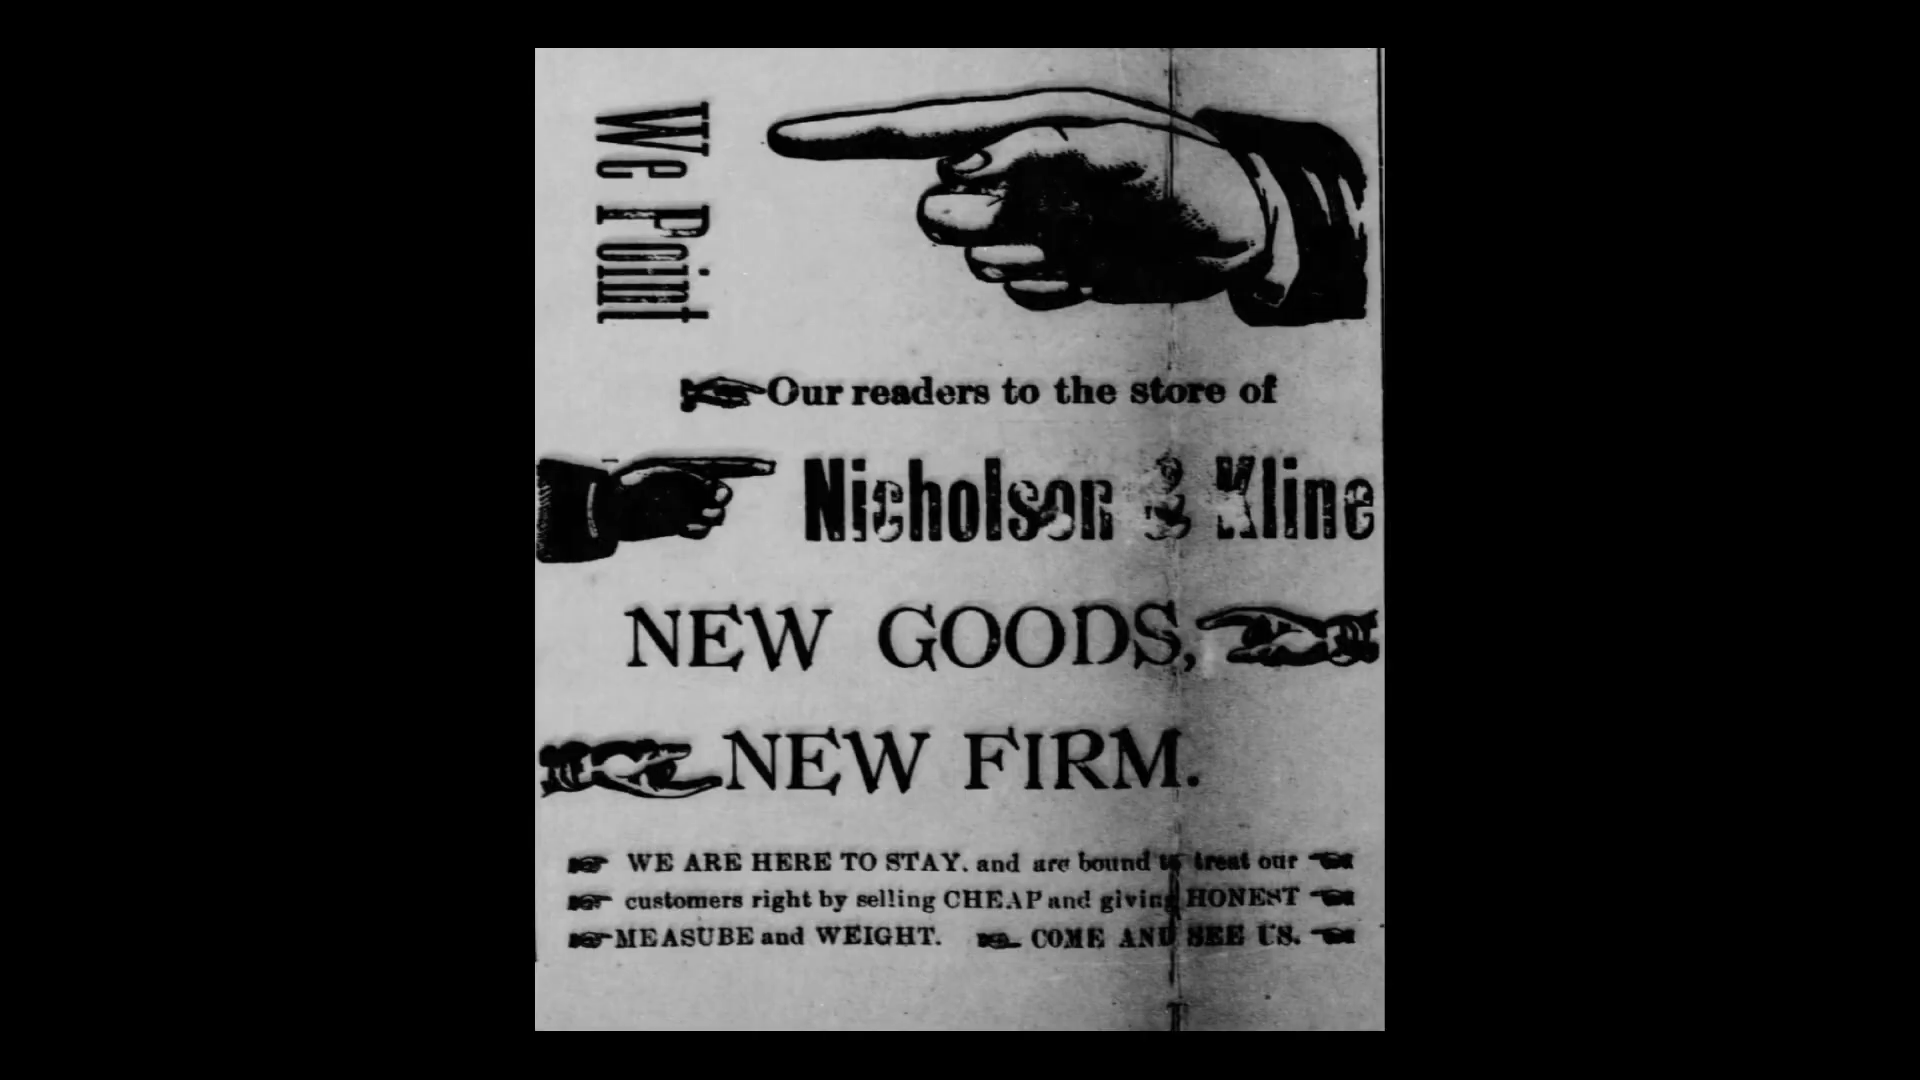 We Point
Our readers to the store of
Nicholson & Kline
NEW GOODS,
NEW FIRM.
WE ARE HERE TO STAY. and are bound to treat our
customers right by selling CHEAP and giving HONEST
MEASUBE and WEIGHT. COME AND SEE US.